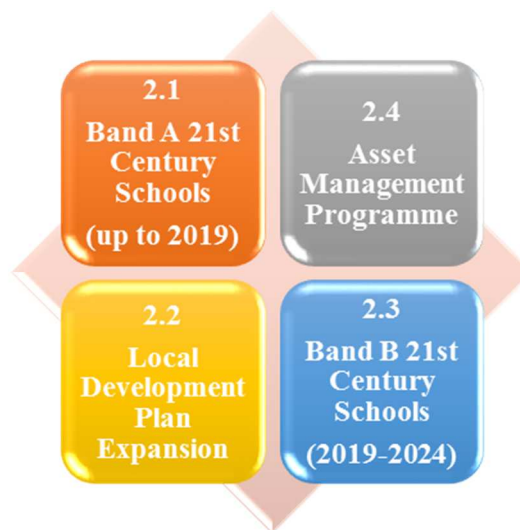 2.1
Band A 21st
Century
Schools
(up to 2019)
2.4
Asset
Management
Programme
2.2
Local
Development
Plan
Expansion
2.3
Band B 21st
Century
Schools
(2019-2024)